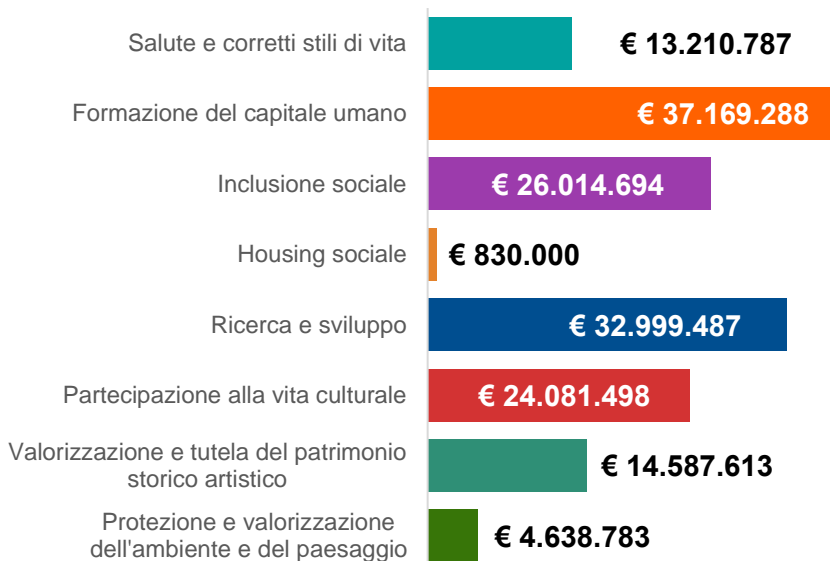 Salute e corretti stili di vita € 13.210.787
Formazione del capitale umano € 37.169.288
Inclusione sociale € 26.014.694
Housing sociale € 830.000
Ricerca e sviluppo € 32.999.487
Partecipazione alla vita culturale € 24.081.498
Valorizzazione e tutela del patrimonio
storico artistico € 14.587.613
Protezione e valorizzazione
dell'ambiente e del paesaggio € 4.638.783